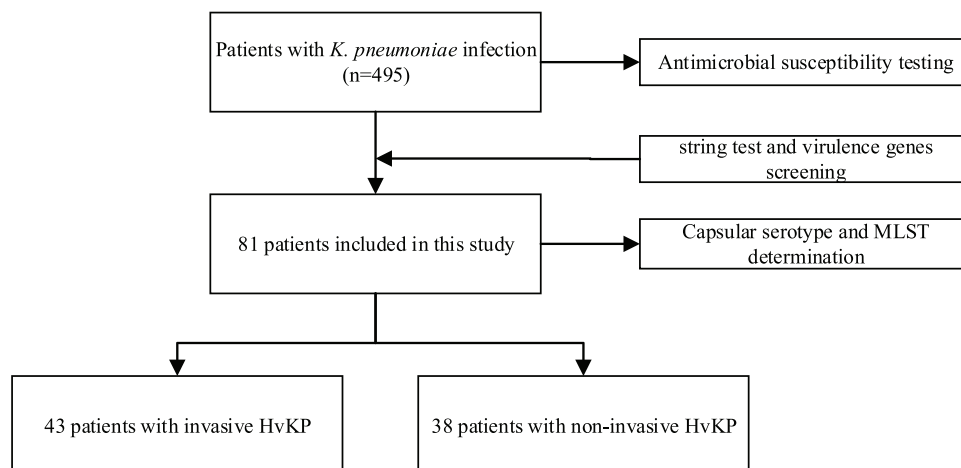 Patients with K. pneumoniae infection
(n=495)
Antimicrobial susceptibility testing
string test and virulence genes
screening
81 patients included in this study
Capsular serotype and MLST
determination
43 patients with invasive HvKP
38 patients with non-invasive HvKP